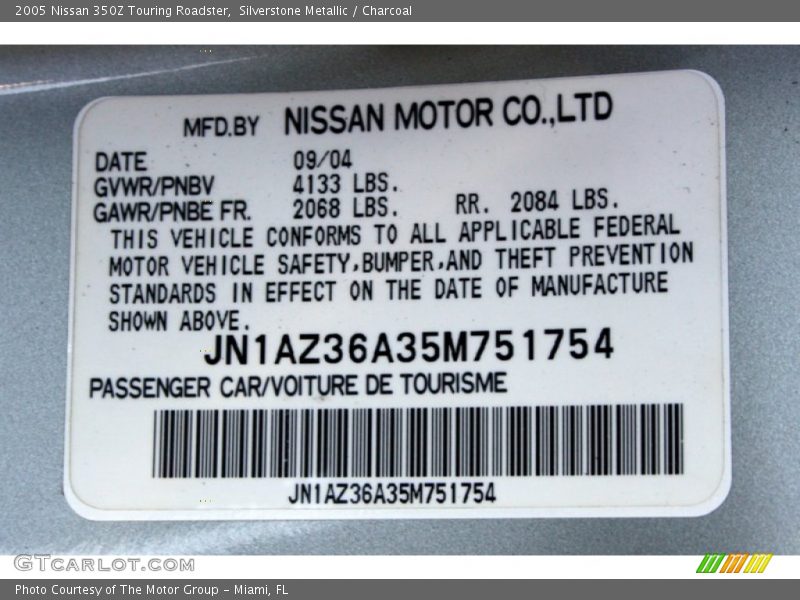 2005 Nissan 350Z Touring Roadster,  Silverstone Metallic / Charcoal
MFD.BY NISSAN MOTOR CO.,LTD
DATE 09/04
GVWR/PNBV 4133 LBS.
GAWR/PNBE FR. 2068 LBS. RR. 2084 LBS.
THIS VEHICLE CONFORMS TO ALL APPLICABLE FEDERAL
MOTOR VEHICLE SAFETY,BUMPER,AND THEFT PREVENTION
STANDARDS IN EFFECT ON THE DATE OF MANUFACTURE
SHOWN ABOVE.
JN1AZ36A35M751754
PASSENGER CAR/VOITURE DE TOURISME
JN1AZ36A35M751754
GTCARLOT.COM
Photo Courtesy of The Motor Group - Miami, FL